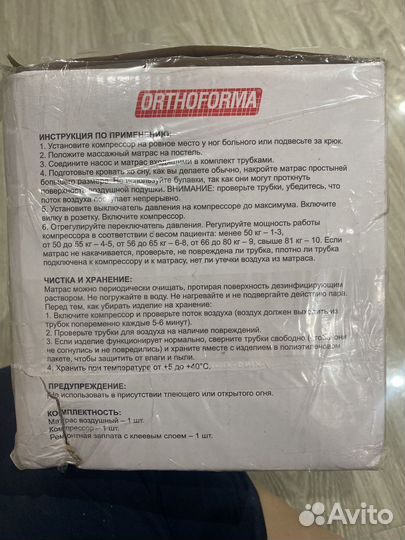 ORTHOFORMA
ИНСТРУКЦИЯ ПО ПРИМЕНЕНИЮ:
1. Установите компрессор на ровное место у ног больного или подвесьте за крюк.
2. Положите массажный матрас на постель.
3. Соедините насос и матрас входящими в комплект трубками.
4. Подготовьте кровать ко сну, как вы делаете обычно, накройте матрас простыней
большего размера. Не используйте булавки, так как они могут проткнуть
поверхность воздушной подушки. ВНИМАНИЕ: проверьте трубки, убедитесь, что
поток воздуха поступает непрерывно.
5. Установите выключатель давления на компрессоре до максимума. Включите
вилку в розетку. Включите компрессор.
6. Отрегулируйте переключатель давления. Регулируйте мощность работы
компрессора в соответствии с весом пациента: менее 50 кг – 1-3,
от 50 до 55 кг – 4-5, от 56 до 65 кг – 6-8, от 66 до 80 кг – 9, свыше 81 кг – 10. Если
матрас не накачивается, проверьте, не повреждена ли трубка, плотно ли трубка
подключена к компрессору и к матрасу, нет ли утечки воздуха из матраса.
ЧИСТКА И ХРАНЕНИЕ:
Матрас можно периодически очищать, протирая поверхность дезинфицирующим
раствором. Не погружайте в воду. Не нагревайте и не подвергайте действию пара.
Перед тем, как убирать изделие на хранение:
1. Включите компрессор и проверьте поток воздуха (воздух должен выходить из
трубок попеременно каждые 5-6 минут).
2. Проверьте трубки для воздуха на наличие повреждений.
3. Если изделие функционирует нормально, сверните трубки свободно (чтобы они
не согнулись и не повредились) и храните вместе с изделием в полиэтиленовом
пакете, чтобы защитить от влаги и пыли.
4. Хранить при температуре от +5 до +40°C.
ПРЕДУПРЕЖДЕНИЕ:
Не использовать в присутствии тлеющего или открытого огня.
КОМПЛЕКТНОСТЬ:
Матрас воздушный – 1 шт.
Компрессор – 1 шт.
Ремонтная заплата с клеевым слоем – 1 шт.
Avito